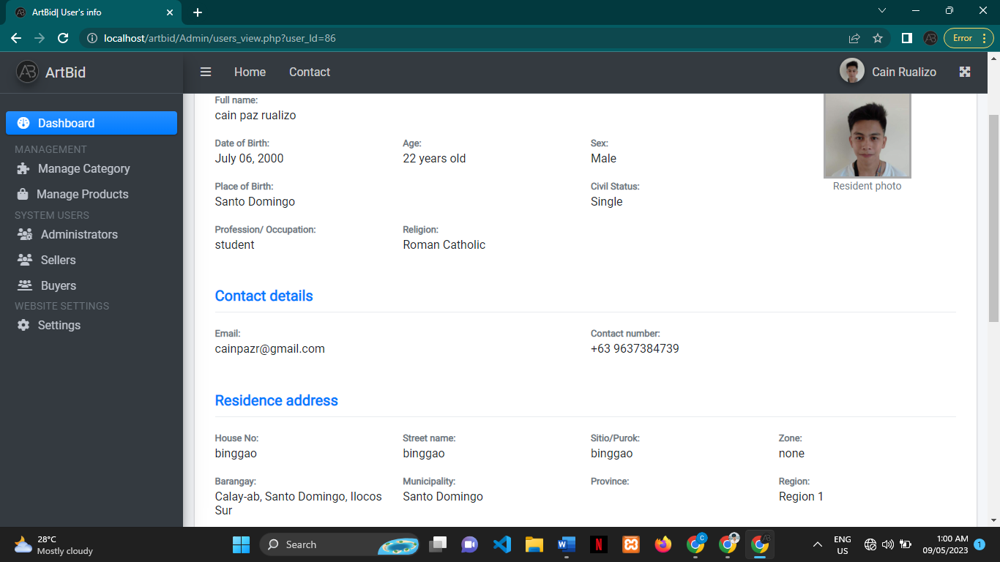 ArtBid| User's info
localhost/artbid/Admin/users_view.php?user_Id=86
Error
ArtBid
Home
Contact
Cain Rualizo
Dashboard
MANAGEMENT
Manage Category
Manage Products
SYSTEM USERS
Administrators
Sellers
Buyers
WEBSITE SETTINGS
Settings
Full name:
cain paz rualizo
Date of Birth:
Age:
Sex:
July 06, 2000
22 years old
Male
Place of Birth:
Civil Status:
Santo Domingo
Single
Resident photo
Profession/ Occupation:
Religion:
student
Roman Catholic
Contact details
Email:
Contact number:
cainpazr@gmail.com
+63 9637384739
Residence address
House No:
Street name:
Sitio/Purok:
Zone:
binggao
binggao
binggao
none
Barangay:
Municipality:
Province:
Region:
Calay-ab, Santo Domingo, Ilocos
Sur
Santo Domingo
Region 1
28°C
Mostly cloudy
Search
ENG
US
1:00 AM
09/05/2023
1